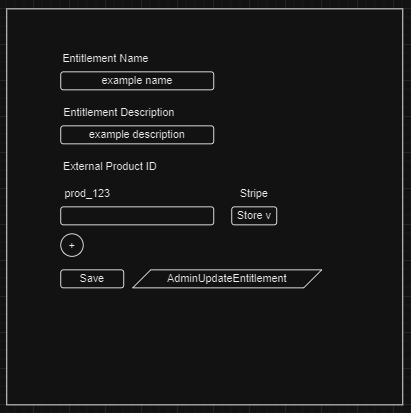 Entitlement Name
example name
Entitlement Description
example description
External Product ID
prod_123 Stripe
Store v
+
Save AdminUpdateEntitlement